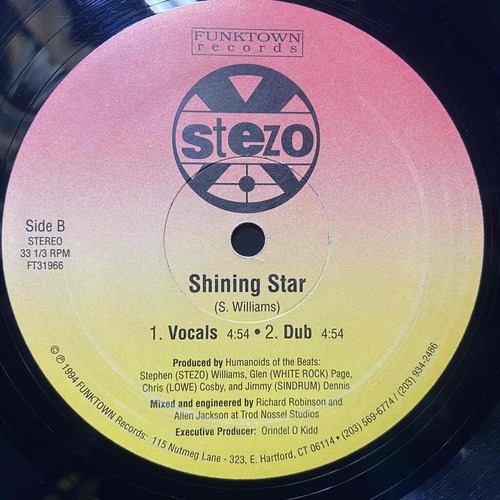 FUNKTOWN
records
stezo
Side B
STEREO
33 1/3 RPM
FT31966
Shining Star
(S. Williams)
1. Vocals 4:54 • 2. Dub 4:54
Produced by Humanoids of the Beats:
Stephen (STEZO) Williams, Glen (WHITE ROCK) Page,
Chris (LOWE) Cosby, and Jimmy (SINDRUM) Dennis
Mixed and engineered by Richard Robinson and
Allen Jackson at Trod Nossel Studios
Executive Producer: Orindel O Kidd
© ℗ 1994 FUNKTOWN Records: 115 Nutmeg Lane - 323, E. Hartford, CT 06114 • (203) 569-6774 / (203) 934-2486